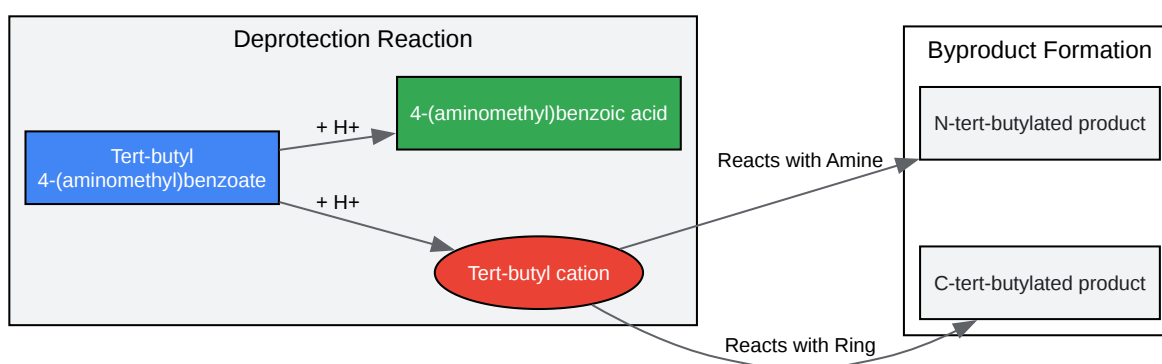 Deprotection Reaction
Byproduct Formation
4-(aminomethyl)benzoic acid
N-tert-butylated product
+ H+
Tert-butyl
4-(aminomethyl)benzoate
Reacts with Amine
+ H+
Tert-butyl cation
C-tert-butylated product
Reacts with Ring